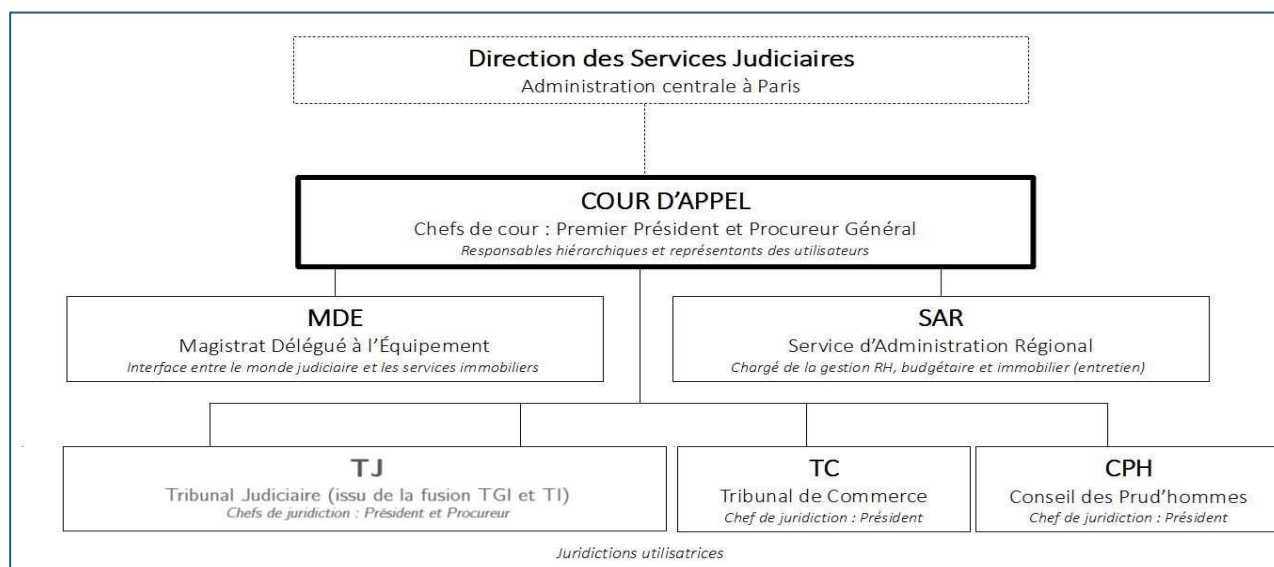 Direction des Services Judiciaires
Administration centrale à Paris
COUR D'APPEL
Chefs de cour : Premier Président et Procureur Général
Responsables hiérarchiques et représentants des utilisateurs
MDE
Magistrat Délégué à l'Équipement
Interface entre le monde judiciaire et les services immobiliers
SAR
Service d'Administration Régional
Chargé de la gestion RH, budgétaire et immobilier (entretien)
TJ
Tribunal Judiciaire (issu de la fusion TGI et TI)
Chefs de juridiction : Président et Procureur
TC
Tribunal de Commerce
Chef de juridiction : Président
CPH
Conseil des Prud'hommes
Chef de juridiction : Président
Juridictions utilisatrices